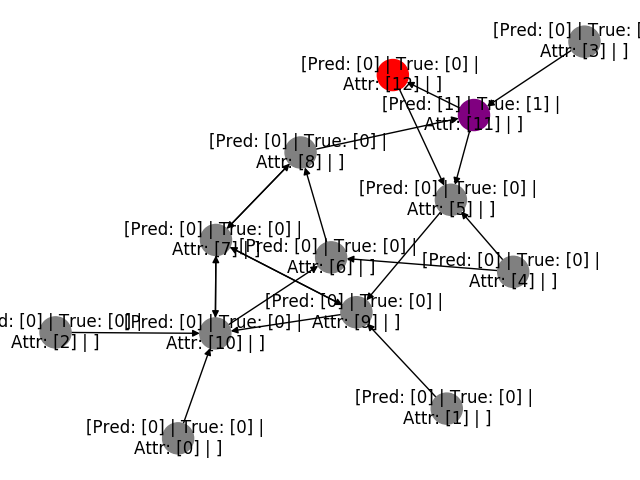 [Pred: [0] | True: [
Attr: [3] | ]
[Pred: [0] | True: [0] |
Attr: [12] | ]
[Pred: [1] | True: [1] |
Attr: [11] | ]
[Pred: [0] | True: [0] |
Attr: [8] | ]
[Pred: [0] | True: [0] |
Attr: [5] | ]
[Pred: [0] | True: [0] |
Attr: [7] | ]
[Pred: [0] | True: [0] |
Attr: [6] | ]
[Pred: [0] | True: [0] |
Attr: [4] | ]
[Pred: [0] | True: [0] |
Attr: [9] | ]
d: [0] | True: [0] |
Attr: [2] | ]
[Pred: [0] | True: [0] |
Attr: [10] | ]
[Pred: [0] | True: [0] |
Attr: [1] | ]
[Pred: [0] | True: [0] |
Attr: [0] | ]